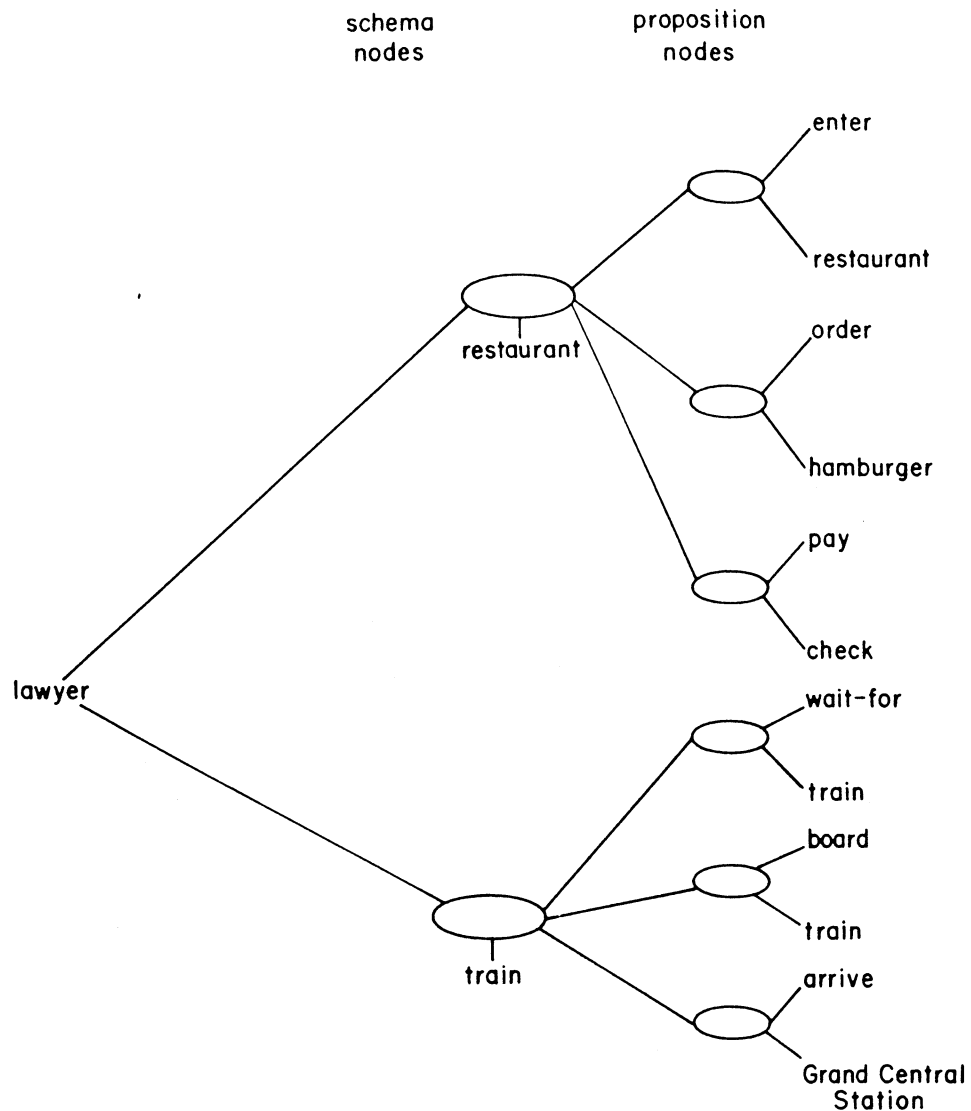 schema
nodes
proposition
nodes
enter
restaurant
restaurant
order
hamburger
pay
check
lawyer
wait-for
train
board
train
train
arrive
Grand Central
Station